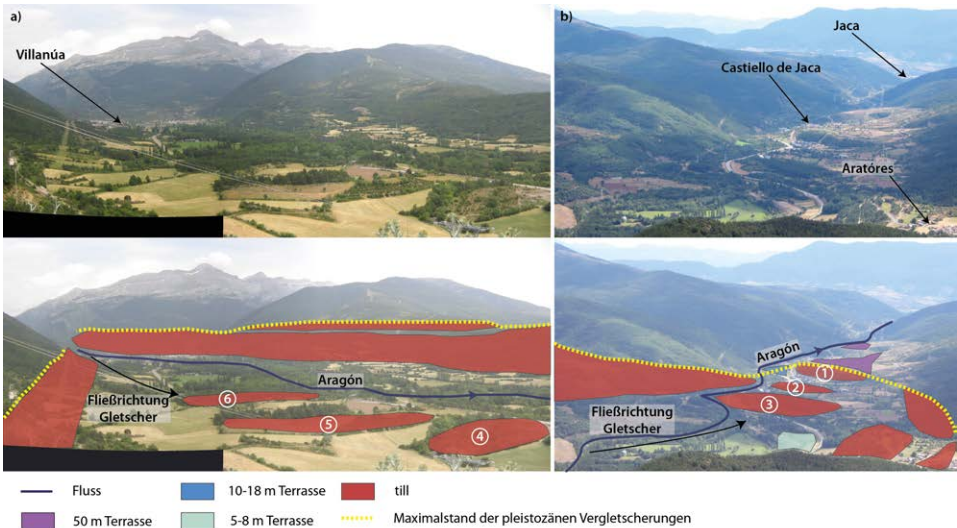 a)
Villanúa
b)
Jaca
Castiello de Jaca
Aratóres
Aragón
Fließrichtung
Gletscher
6
5
4
Aragón
1
2
3
Fließrichtung
Gletscher
Fluss
10-18 m Terrasse
till
50 m Terrasse
5-8 m Terrasse
Maximalstand der pleistozänen Vergletscherungen